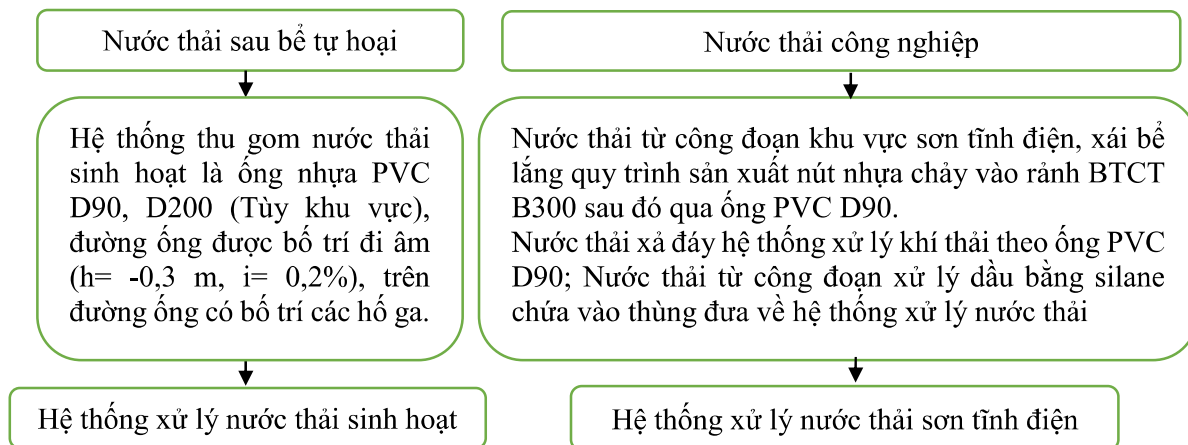 Nước thải sau bể tự hoại
Nước thải công nghiệp
Hệ thống thu gom nước thải
sinh hoạt là ống nhựa PVC
D90, D200 (Tùy khu vực),
đường ống được bố trí đi âm
(h= -0,3 m, i= 0,2%), trên
đường ống có bố trí các hố ga.
Nước thải từ công đoạn khu vực sơn tĩnh điện, xái bể
lắng quy trình sản xuất nút nhựa chảy vào rảnh BTCT
B300 sau đó qua ống PVC D90.
Nước thải xả đáy hệ thống xử lý khí thải theo ống PVC
D90; Nước thải từ công đoạn xử lý dầu bằng silane
chứa vào thùng đưa về hệ thống xử lý nước thải
Hệ thống xử lý nước thải sinh hoạt
Hệ thống xử lý nước thải sơn tĩnh điện